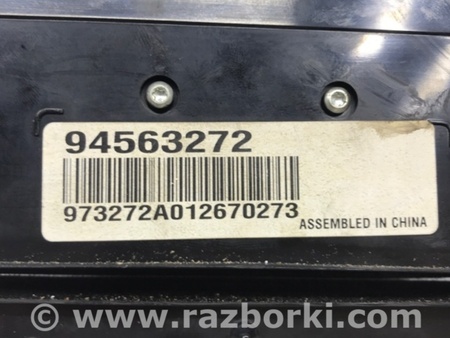 94563272
973272A012670273
ASSEMBLED IN CHINA
www.razborki.com